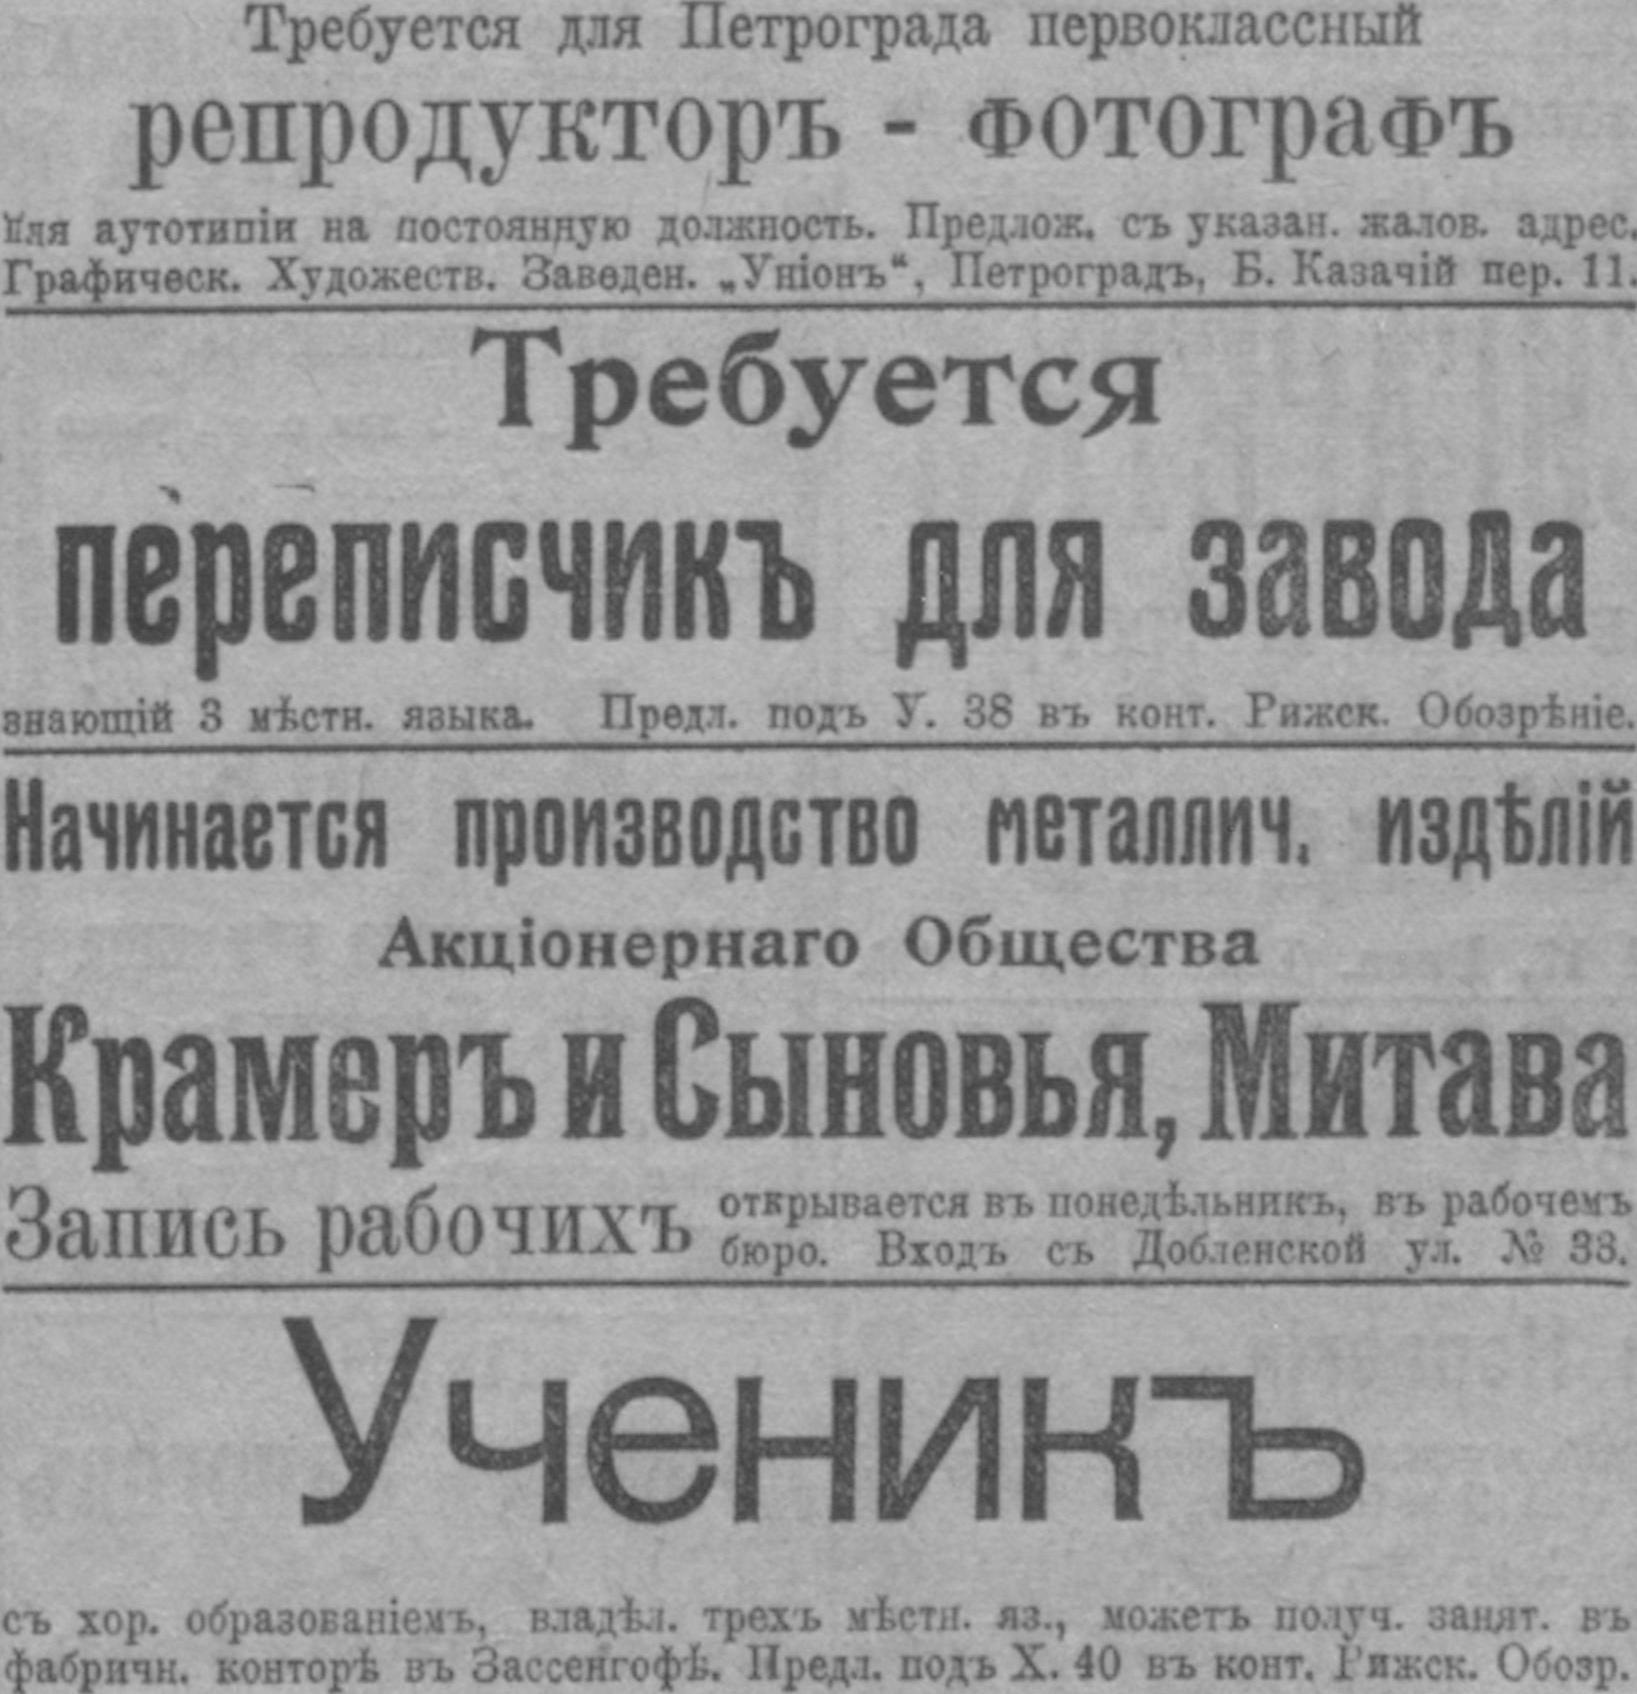 Требуется для Петрограда первоклассный
репродукторъ - фотографъ
для аутотипіи на постоянную должность. Предлож. съ указан. жалов. адрес.
Графическ. Художеств. Заведен. „Уніонъ“, Петроградъ, Б. Казачій пер. 11.
Требуется
переписчикъ для завода
знающій 3 мѣстн. языка. Предл. подъ У. 38 въ конт. Рижск. Обозрѣніе.
Начинается производство металлич. издѣлій
Акціонернаго Общества
Крамеръ и Сыновья, Митава
Запись рабочихъ открывается въ понедѣльникъ, въ рабочемъ
бюро. Входъ съ Добленской ул. № 33.
Ученикъ
съ хор. образованіемъ, владѣл. трехъ мѣстн. яз., можетъ получ. занят. въ
фабричн. конторѣ въ Зассенгофѣ. Предл. подъ Х. 40 въ конт. Рижск. Обозр.